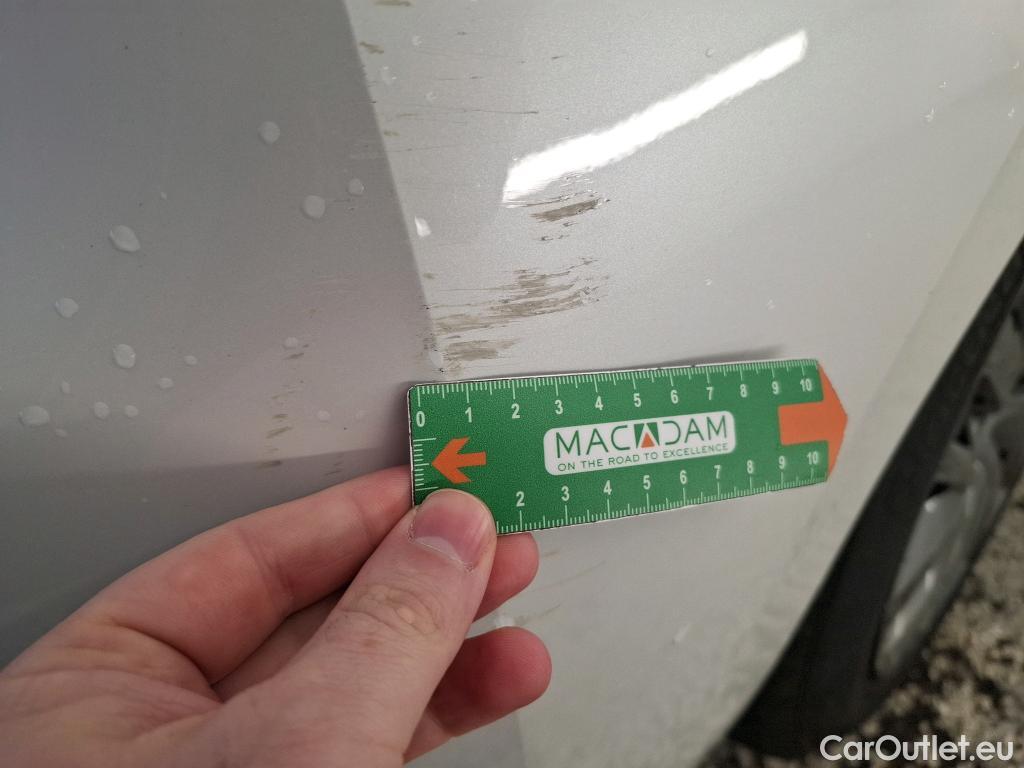 0 1 2 3 4 5 6 7 8 9 10
MACADAM
ON THE ROAD TO EXCELLENCE
2 3 4 5 6 7 8 9 10
CarOutlet.eu